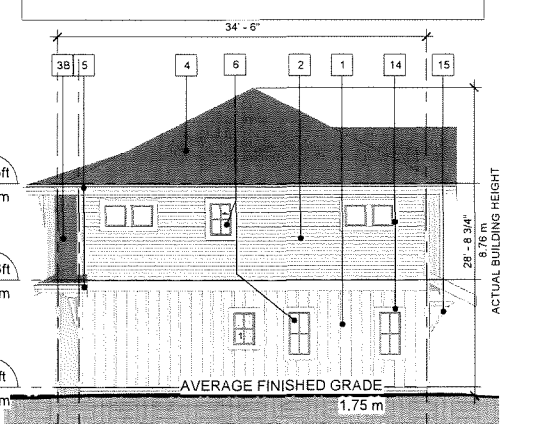 34' - 6"
3B 5 4 6 2 1 14 15
ft
m
ft
m
ft
m
1
28' - 8 3/4"
8.76 m
ACTUAL BUILDING HEIGHT
AVERAGE FINISHED GRADE
1.75 m